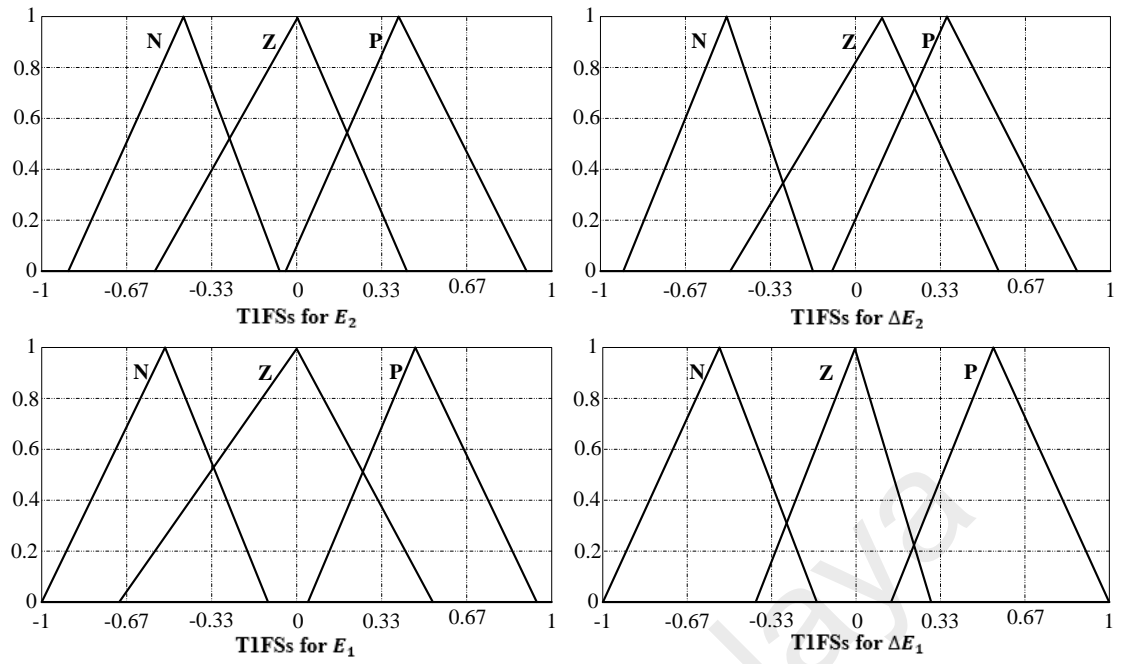 1 1
N Z P N Z P
0.8 0.8
0.6 0.6
0.4 0.4
0.2 0.2
0 0
-1 -0.67 -0.33 0 0.33 0.67 1 -1 -0.67 -0.33 0 0.33 0.67 1
T1FSs for E₂ T1FSs for ΔE₂
1 1
N Z P N Z P
0.8 0.8
0.6 0.6
0.4 0.4
0.2 0.2
0 0
-1 -0.67 -0.33 0 0.33 0.67 1 -1 -0.67 -0.33 0 0.33 0.67 1
T1FSs for E₁ T1FSs for ΔE₁
laya